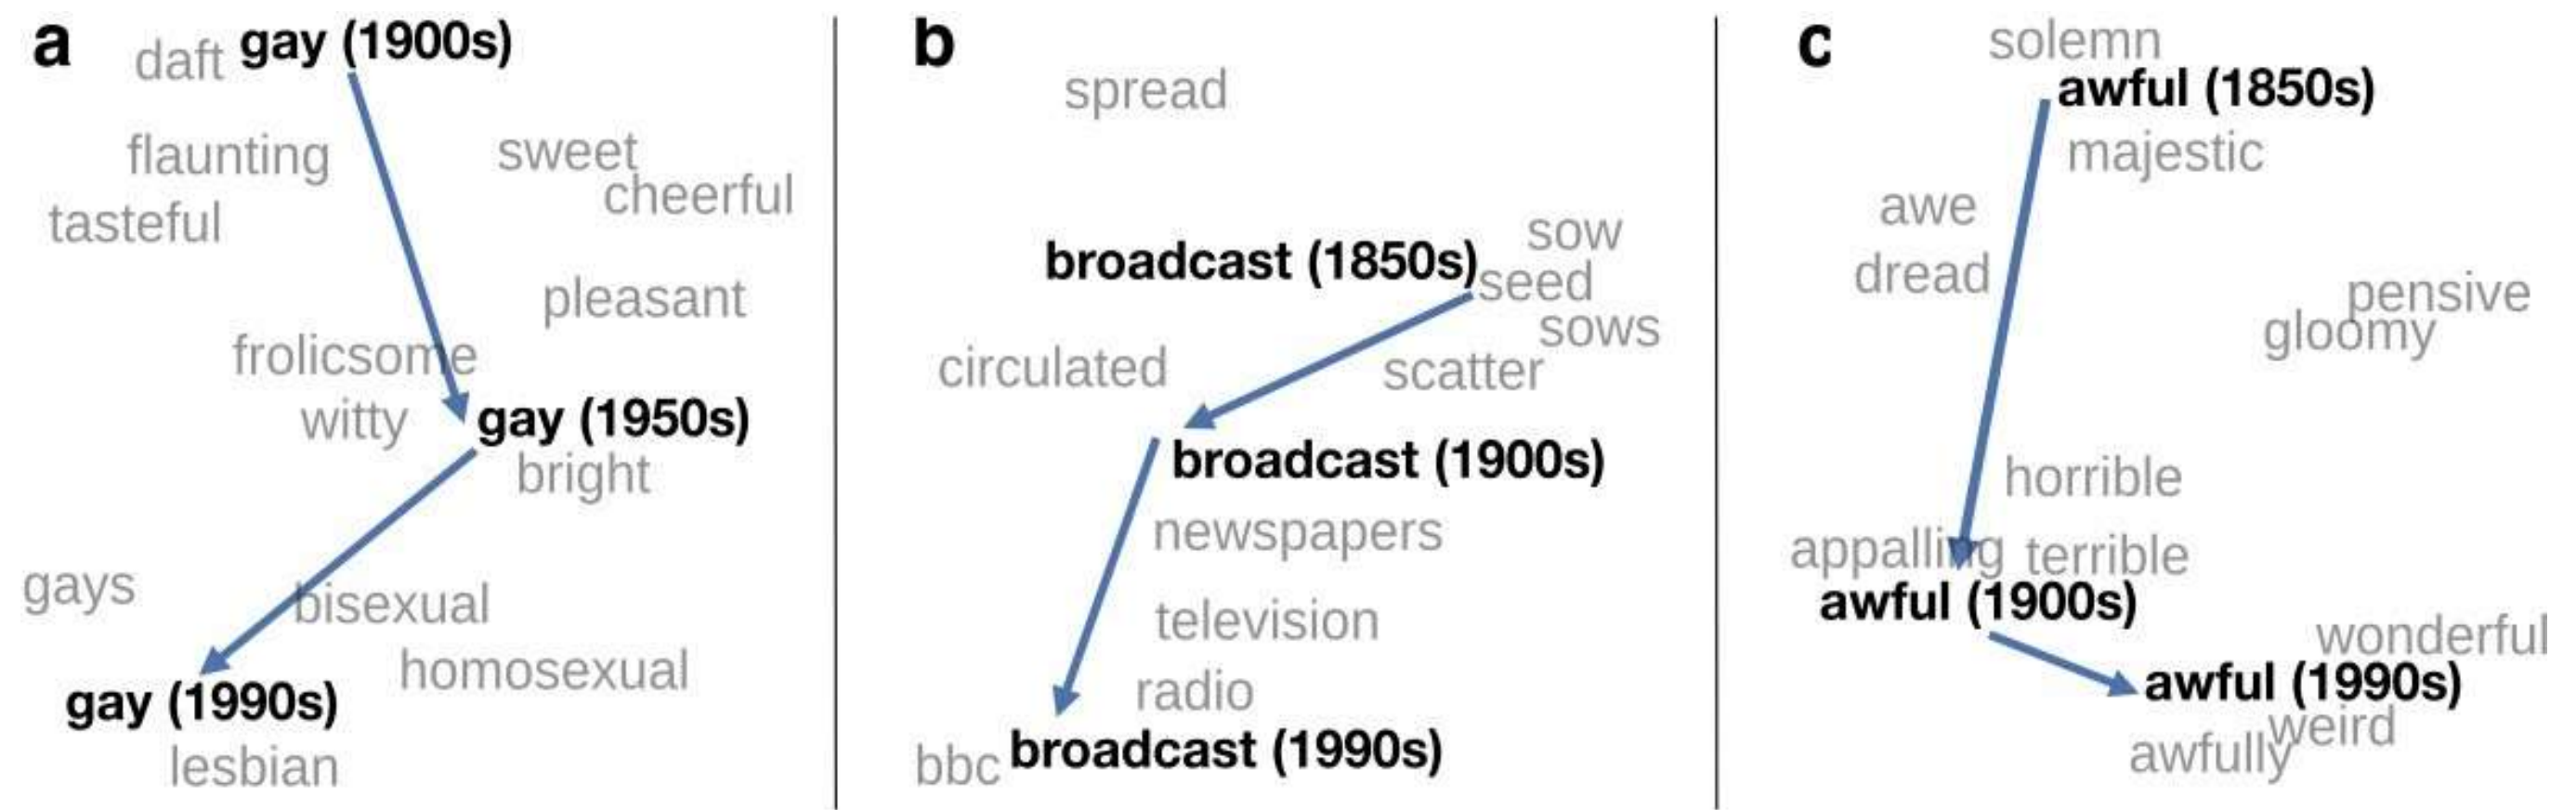 a
daft gay (1900s)
flaunting
sweet
cheerful
tasteful
pleasant
frolicsome
witty
gay (1950s)
bright
gays
bisexual
homosexual
gay (1990s)
lesbian
b
spread
sow
broadcast (1850s)
seed
sows
circulated
scatter
broadcast (1900s)
newspapers
television
radio
bbc broadcast (1990s)
c
solemn
awful (1850s)
majestic
awe
dread
pensive
gloomy
horrible
appalling terrible
awful (1900s)
wonderful
awful (1990s)
weird
awfully